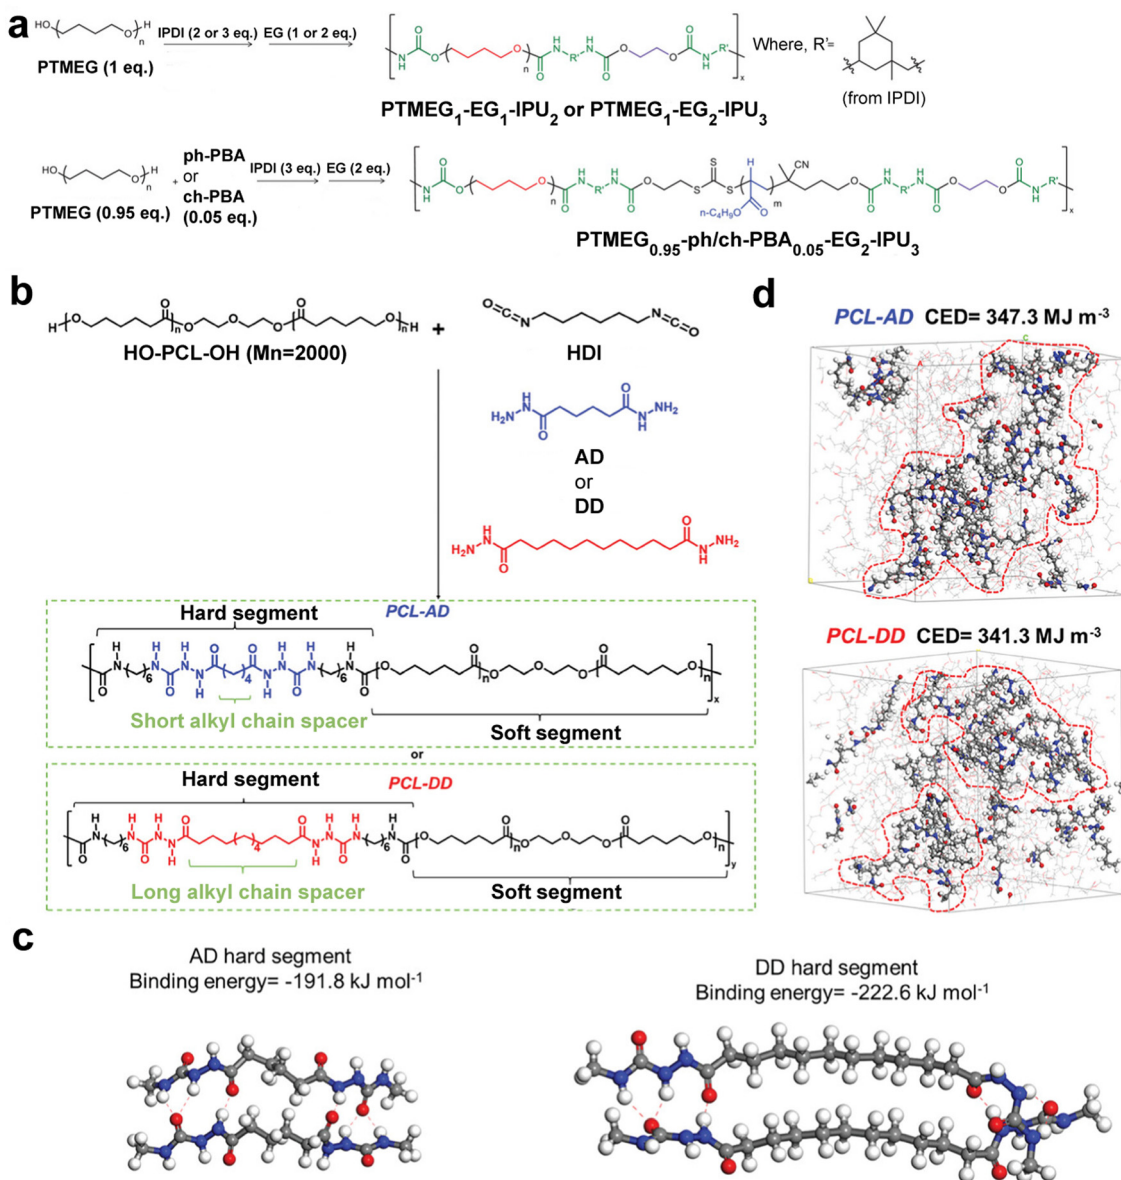 a
HO O H n
PTMEG (1 eq.)
IPDI (2 or 3 eq.) EG (1 or 2 eq.)
Where, R'=
(from IPDI)
PTMEG1-EG1-IPU2 or PTMEG1-EG2-IPU3
HO O H n
PTMEG (0.95 eq.)
+
ph-PBA
or
ch-PBA
(0.05 eq.)
IPDI (3 eq.) EG (2 eq.)
CN
n-C4H9O
PTMEG0.95-ph/ch-PBA0.05-EG2-IPU3
b
HO-PCL-OH (Mn=2000)
+
HDI
AD
or
DD
Hard segment
PCL-AD
Short alkyl chain spacer
Soft segment
or
Hard segment
PCL-DD
Long alkyl chain spacer
Soft segment
d
PCL-AD CED= 347.3 MJ m-3
PCL-DD CED= 341.3 MJ m-3
c
AD hard segment
Binding energy= -191.8 kJ mol-1
DD hard segment
Binding energy= -222.6 kJ mol-1